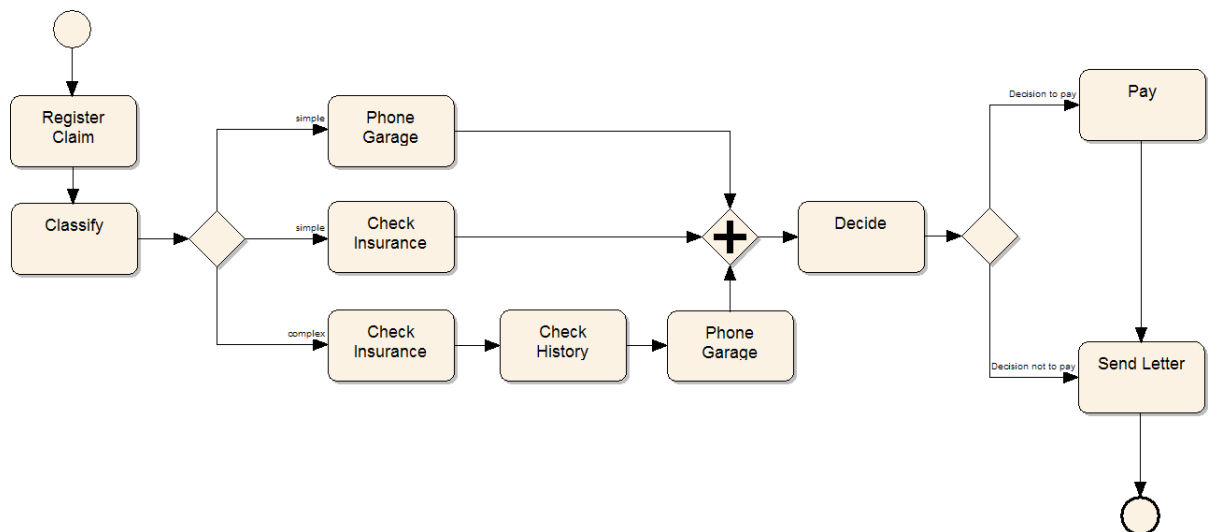 Register
Claim
Classify
simple
Phone
Garage
simple
Check
Insurance
complex
Check
Insurance
Check
History
Phone
Garage
Decide
Decision to pay
Pay
Decision not to pay
Send Letter